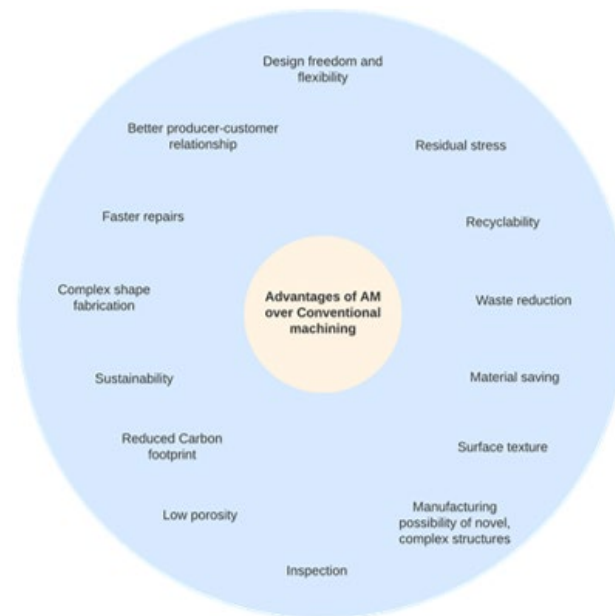 Design freedom and
flexibility
Better producer-customer
relationship
Residual stress
Faster repairs
Recyclability
Complex shape
fabrication
Advantages of AM
over Conventional
machining
Waste reduction
Sustainability
Material saving
Reduced Carbon
footprint
Surface texture
Low porosity
Manufacturing
possibility of novel,
complex structures
Inspection